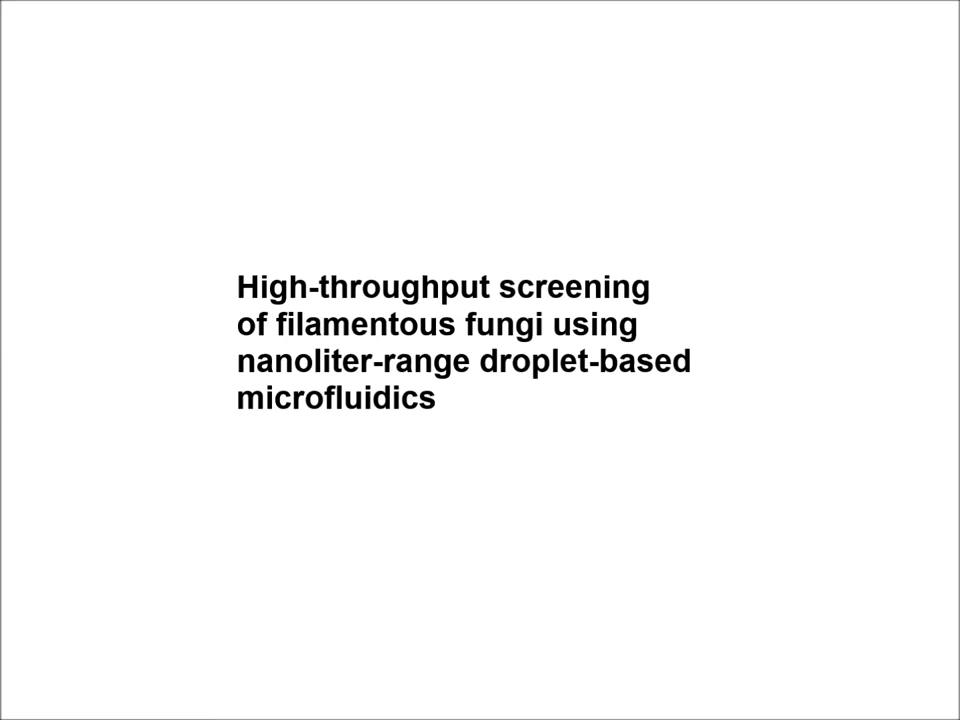 High-throughput screening
of filamentous fungi using
nanoliter-range droplet-based
microfluidics